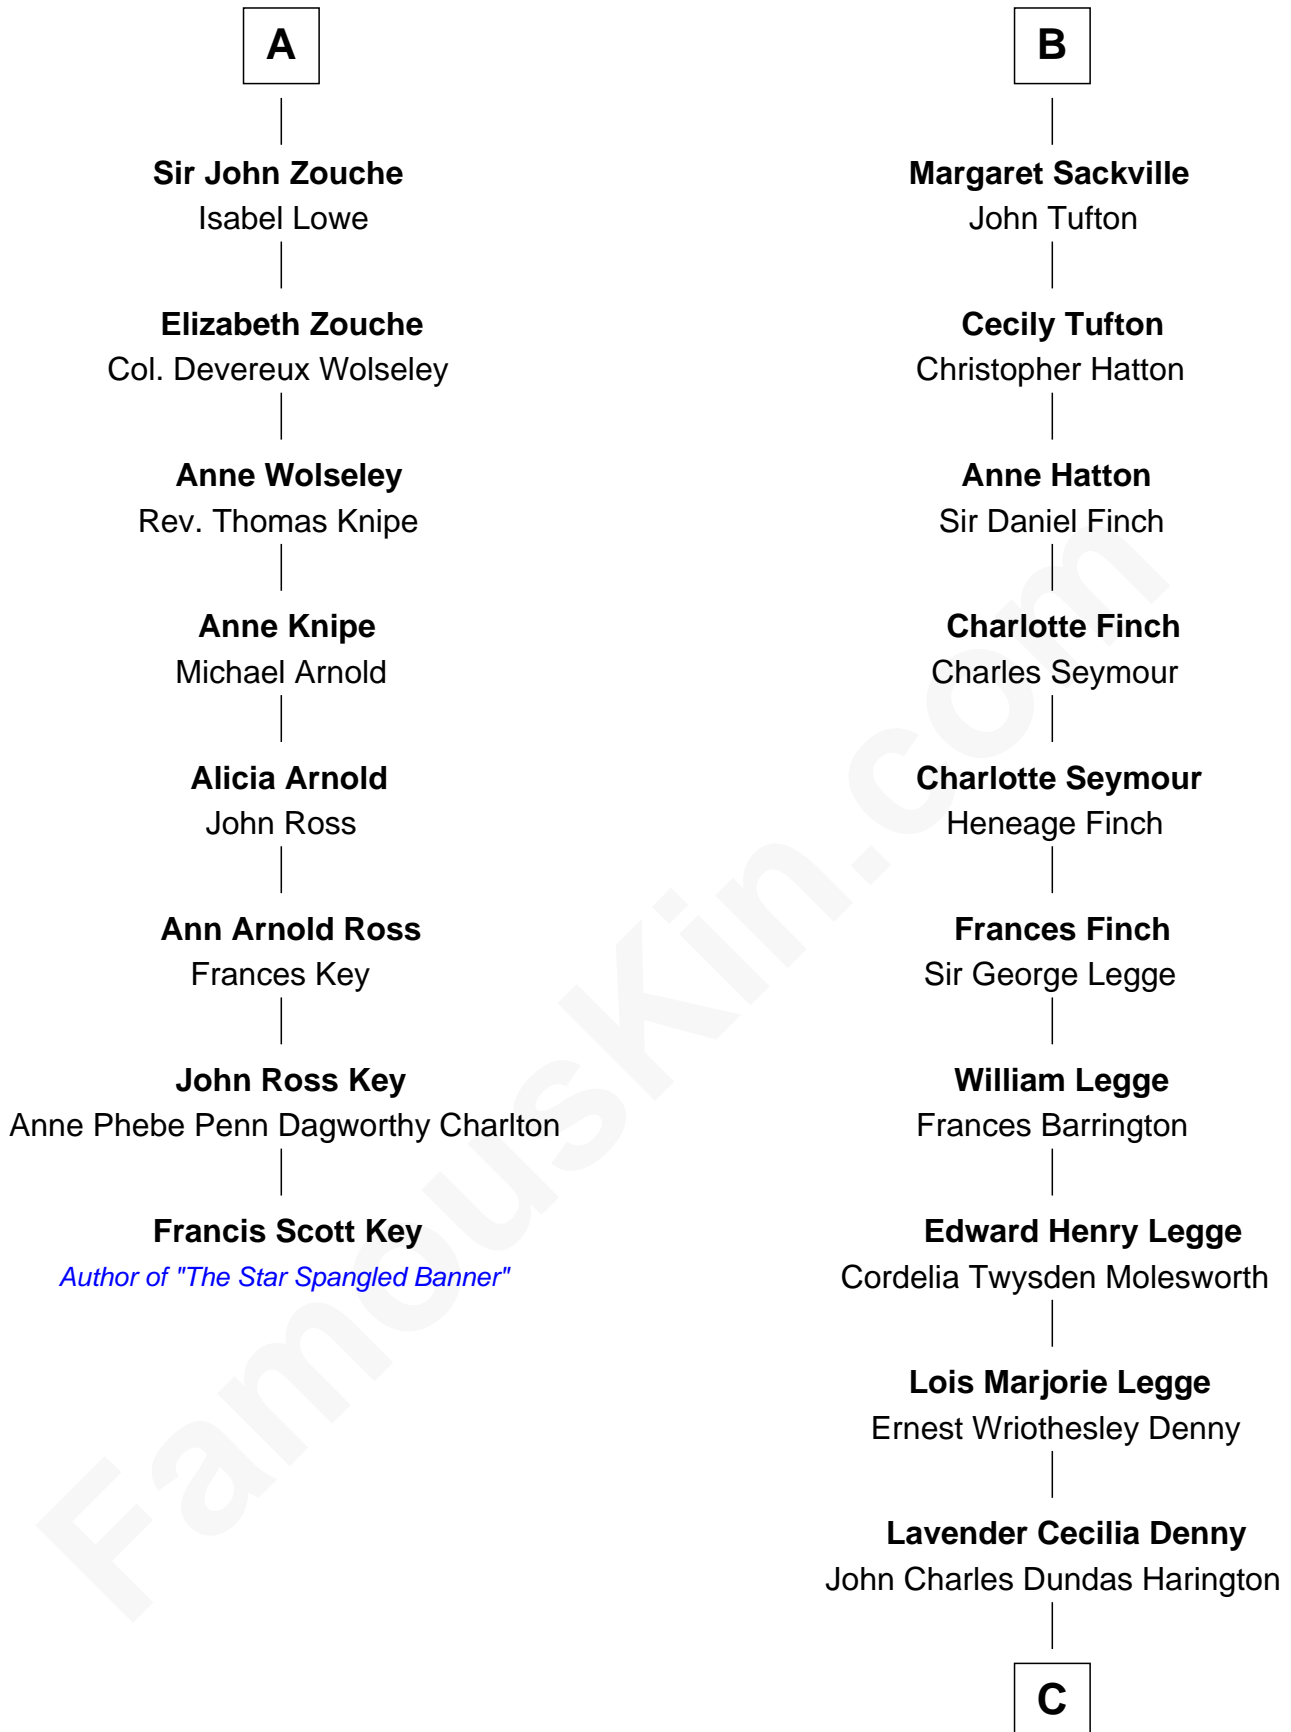 A
Sir John Zouche
Isabel Lowe
Elizabeth Zouche
Col. Devereux Wolseley
Anne Wolseley
Rev. Thomas Knipe
Anne Knipe
Michael Arnold
Alicia Arnold
John Ross
Ann Arnold Ross
Frances Key
John Ross Key
Anne Phebe Penn Dagworthy Charlton
Francis Scott Key
Author of "The Star Spangled Banner"
B
Margaret Sackville
John Tufton
Cecily Tufton
Christopher Hatton
Anne Hatton
Sir Daniel Finch
Charlotte Finch
Charles Seymour
Charlotte Seymour
Heneage Finch
Frances Finch
Sir George Legge
William Legge
Frances Barrington
Edward Henry Legge
Cordelia Twysden Molesworth
Lois Marjorie Legge
Ernest Wriothesley Denny
Lavender Cecilia Denny
John Charles Dundas Harington
C
FamousKin.com